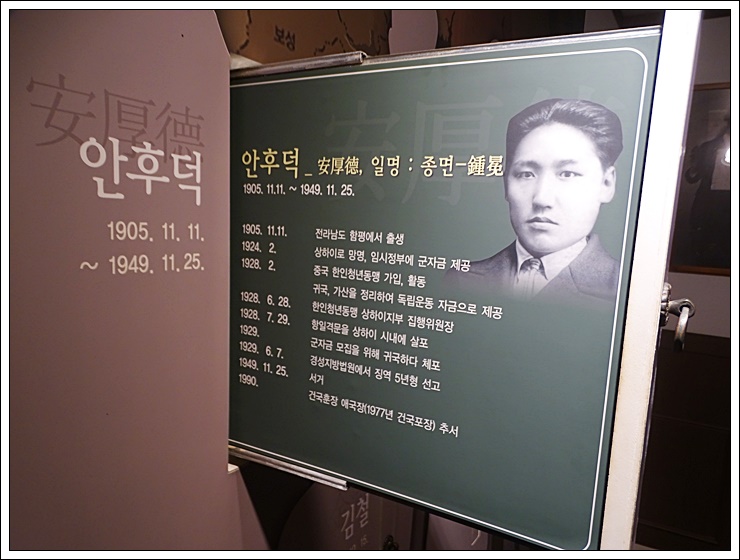 보성
安厚德
안후덕
1905. 11. 11.
~ 1949. 11. 25.
安厚德
안후덕_ 安厚德, 일명 : 종면-鍾冕
1905. 11.11. ~ 1949. 11. 25.
1905. 11.11. 전라남도 함평에서 출생
1924. 2. 상하이로 망명, 임시정부에 군자금 제공
1928. 2. 중국 한인청년동맹 가입, 활동
귀국, 가산을 정리하여 독립운동 자금으로 제공
1928. 6. 28. 한인청년동맹 상하이지부 집행위원장
1928. 7. 29. 항일격문을 상하이 시내에 살포
1929. 군자금 모집을 위해 귀국하다 체포
1929. 6. 7. 경성지방법원에서 징역 5년형 선고
1949. 11. 25. 서거
1990. 건국훈장 애국장(1977년 건국포장) 추서
김철